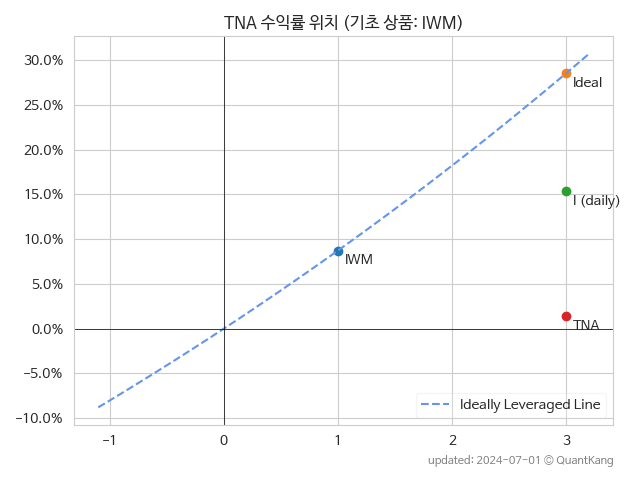 TNA 수익률 위치 (기초 상품: IWM)
30.0%
25.0%
20.0%
15.0%
10.0%
5.0%
0.0%
−5.0%
−10.0%
Ideal
I (daily)
IWM
TNA
Ideally Leveraged Line
−1
0
1
2
3
updated: 2024-07-01 © QuantKang